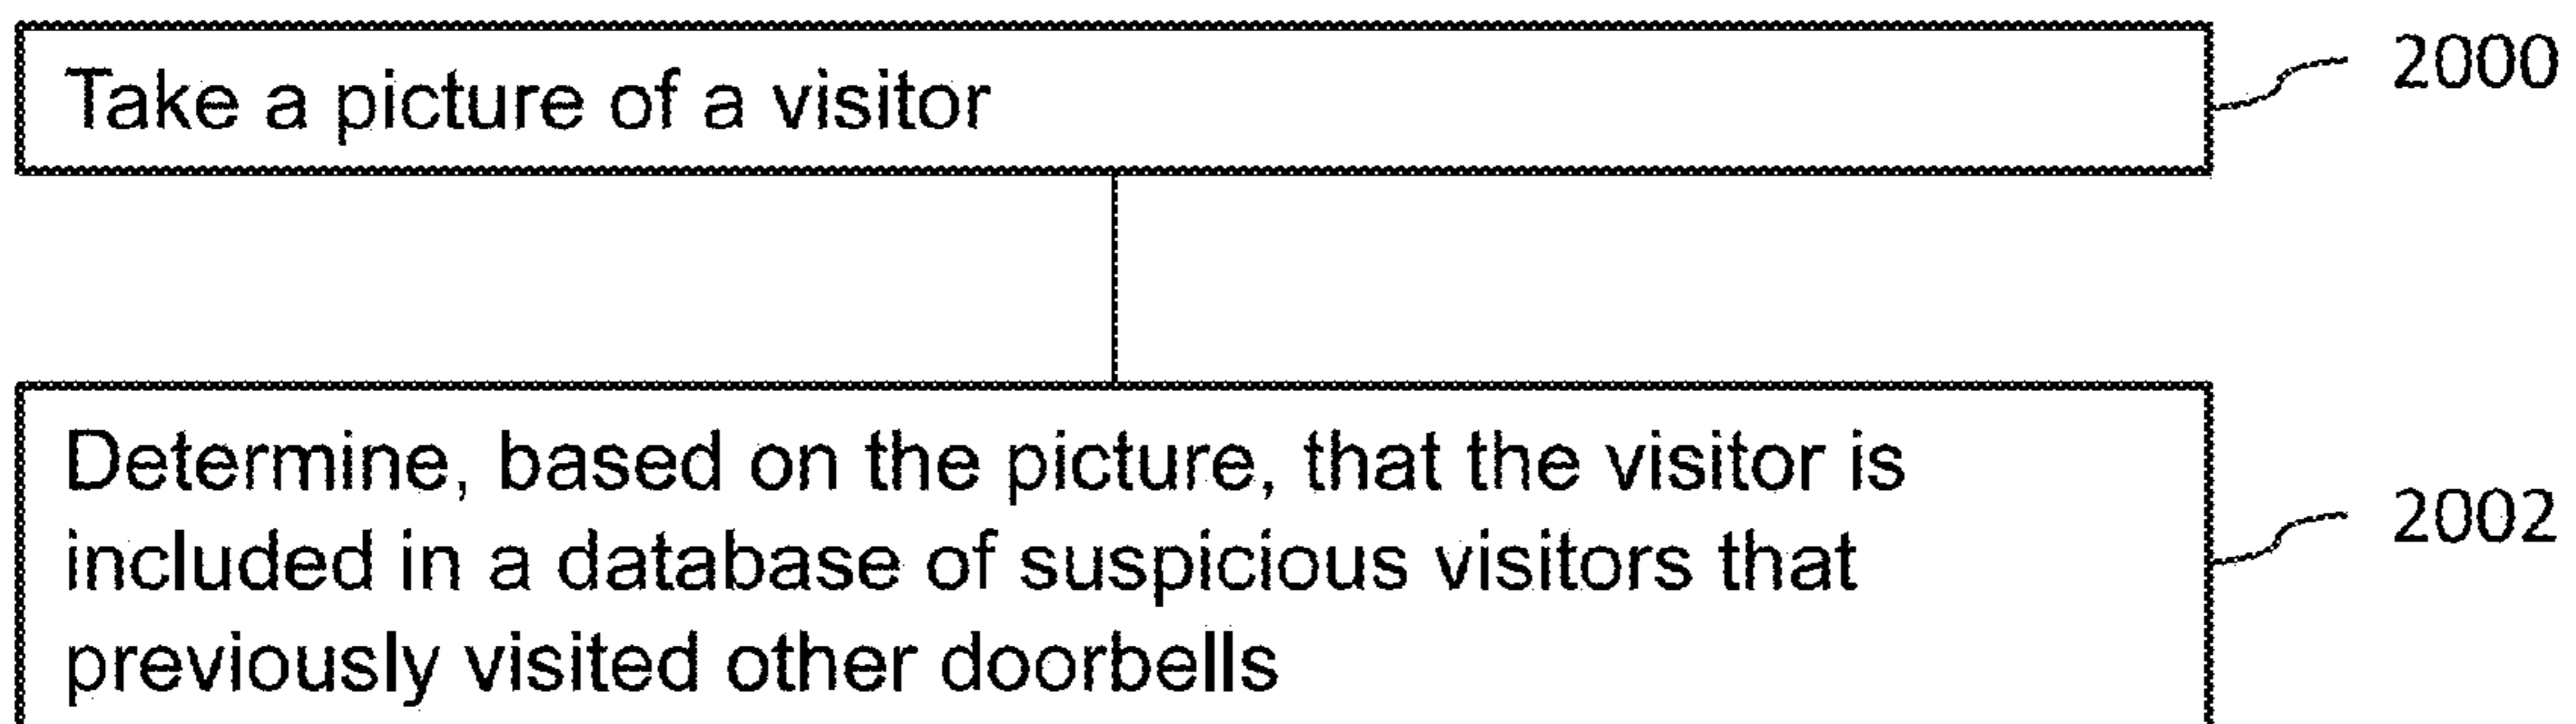 Take a picture of a visitor
2000
Determine, based on the picture, that the visitor is
included in a database of suspicious visitors that
previously visited other doorbells
2002